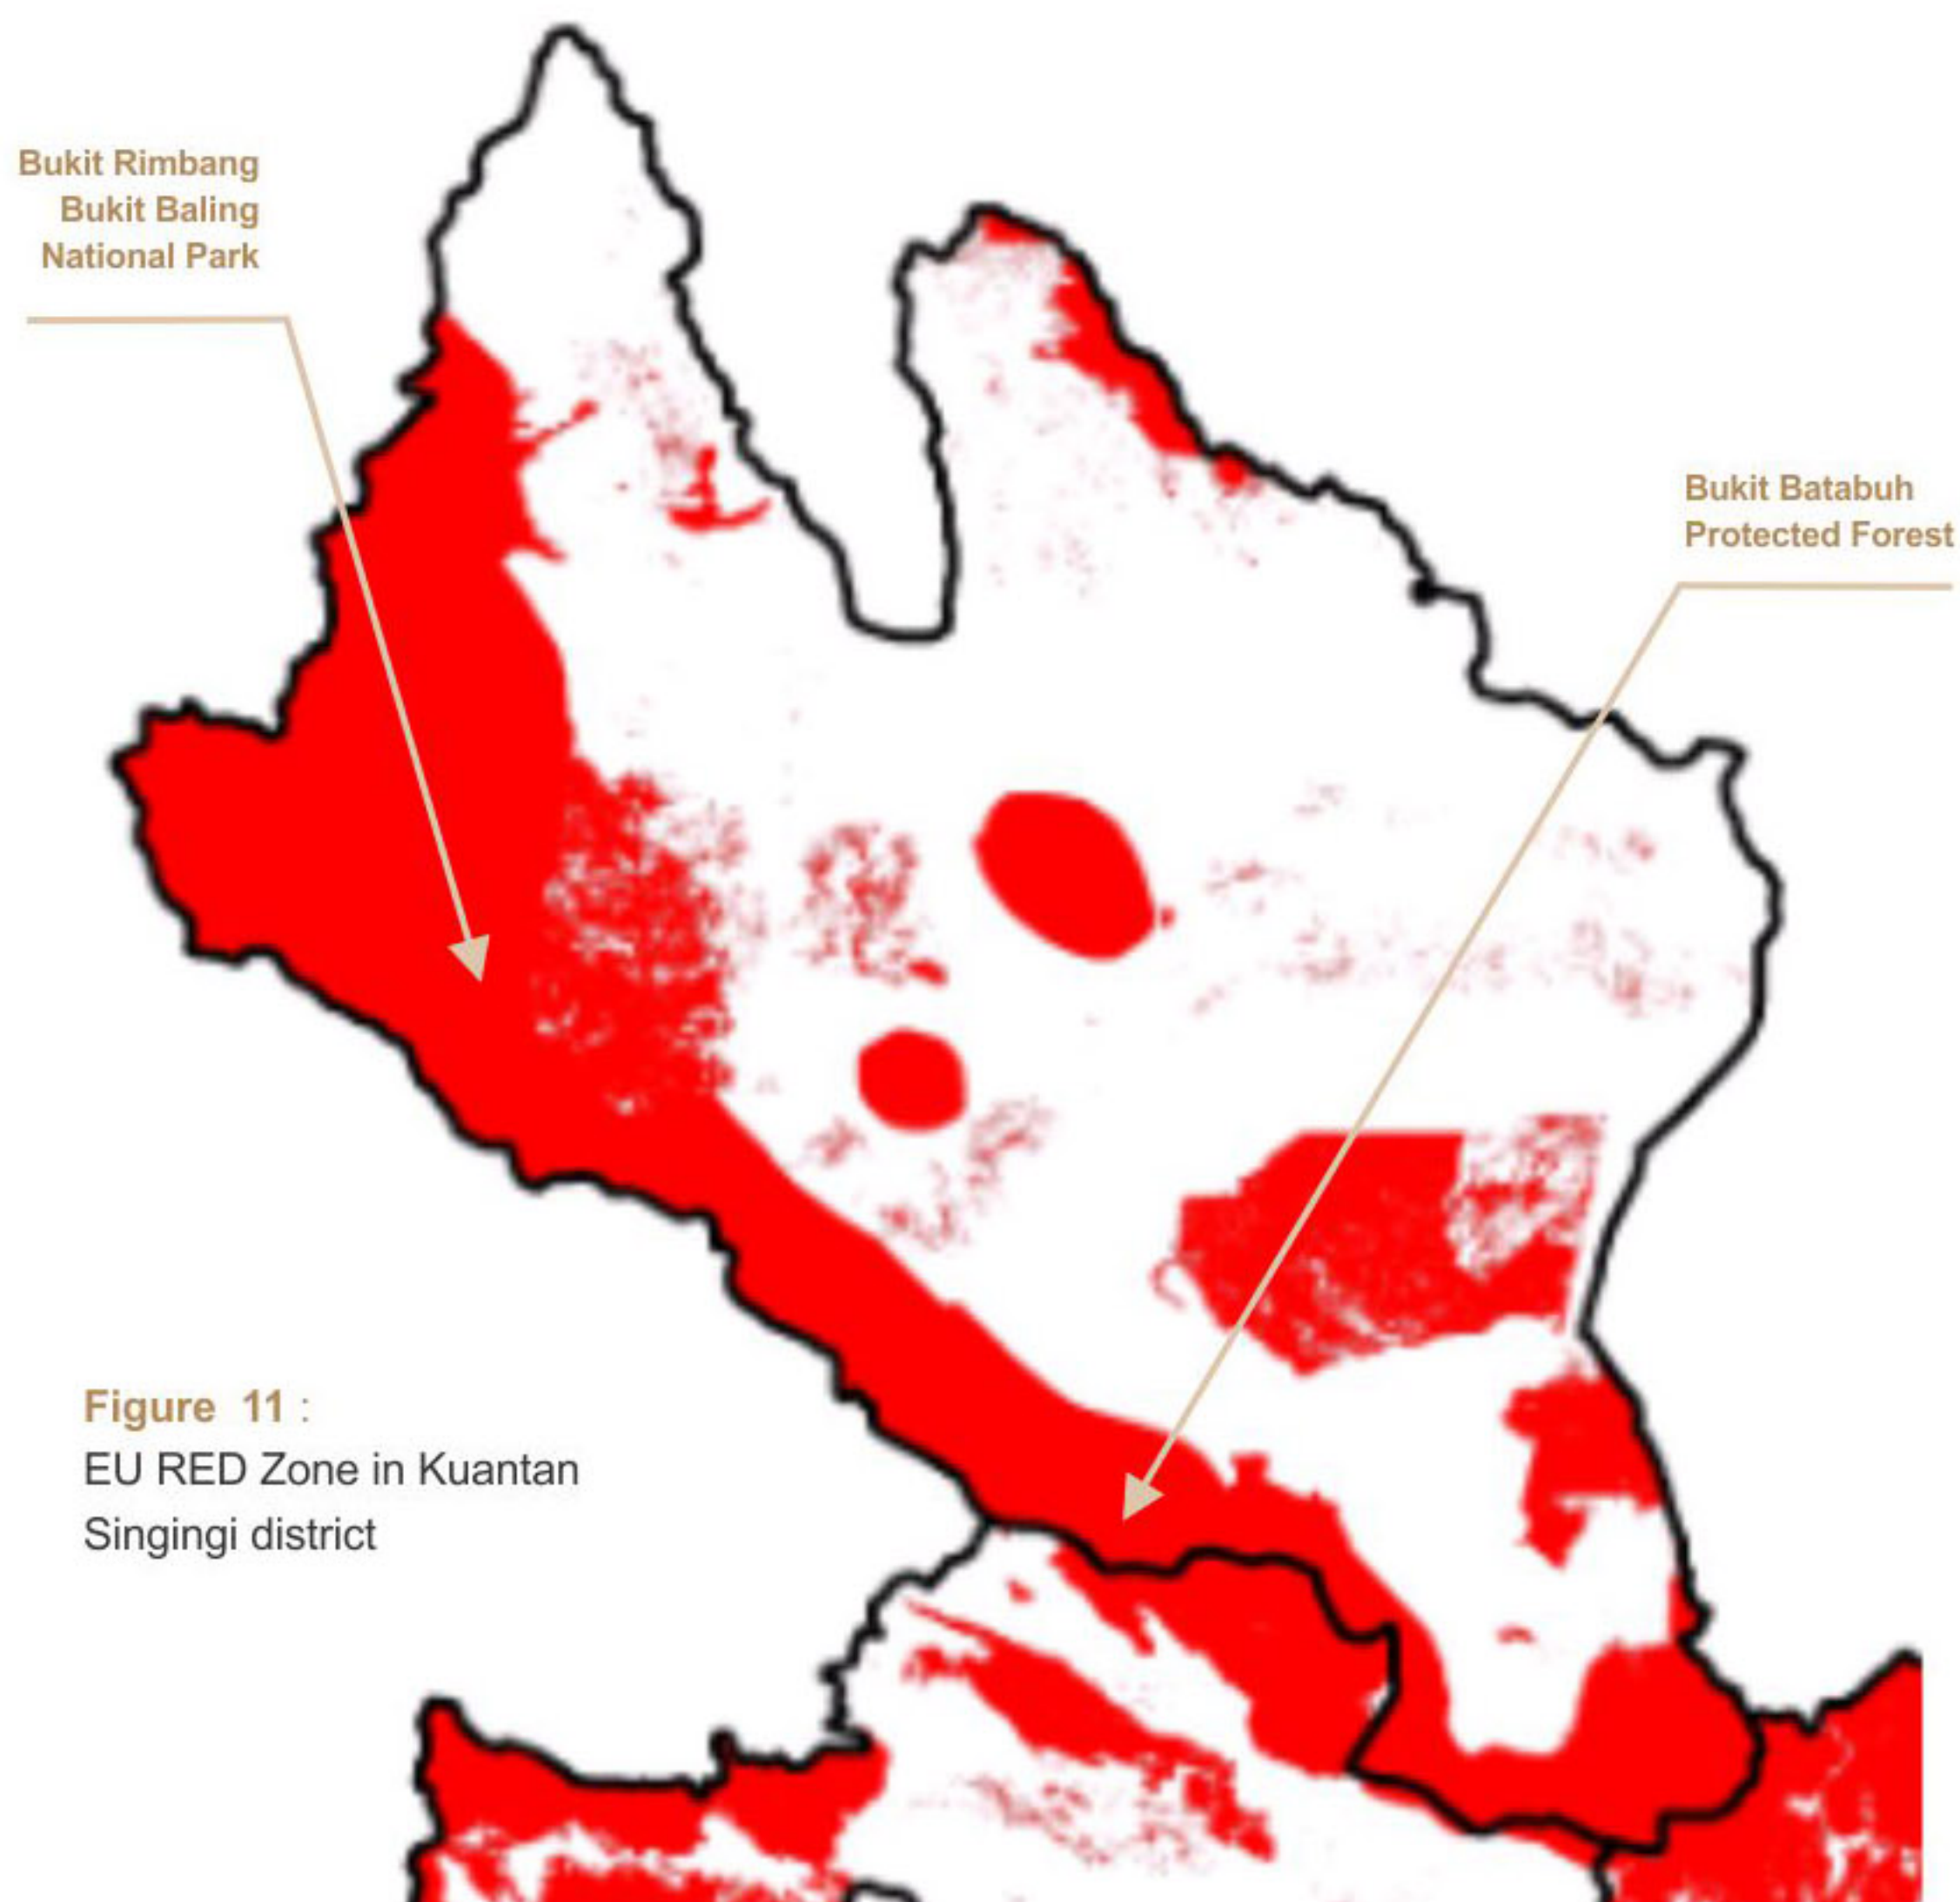 Bukit Rimbang
Bukit Baling
National Park
Bukit Batabuh
Protected Forest
Figure 11 :
EU RED Zone in Kuantan
Singingi district